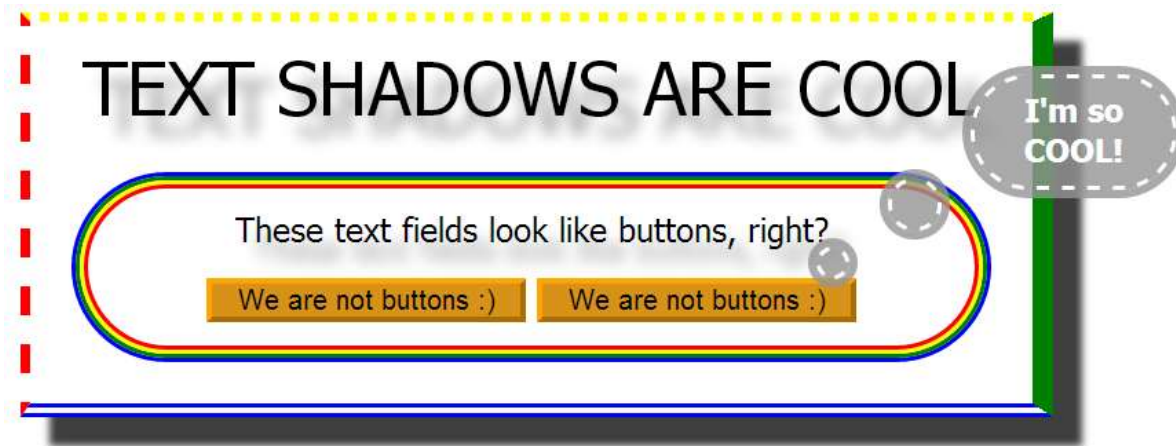 TEXT SHADOWS ARE COOL
I'm so
COOL!
These text fields look like buttons, right?
We are not buttons :)
We are not buttons :)